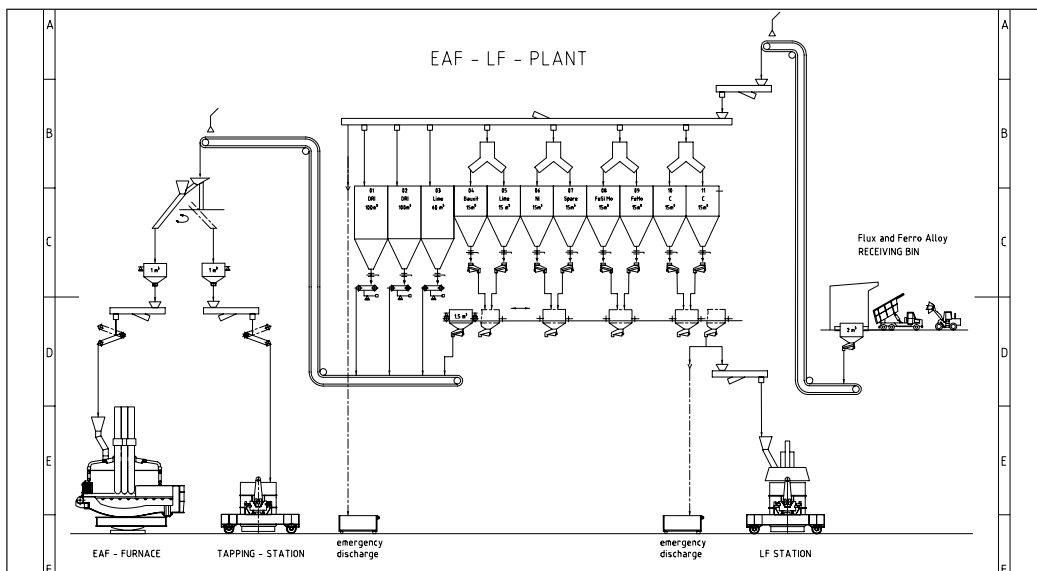 A
A
EAF - LF - PLANT
B
B
01
DRI
100m³
02
DRI
100m³
03
Lime
60 m³
04
Bauxit
15m³
05
Lime
15 m³
06
Ni
15m³
07
Spare
15m³
08
FeSi Mo
15m³
09
FeMo
15m³
10
C
15m³
11
C
15m³
C
C
Flux and Ferro Alloy
RECEIVING BIN
1 m³
1 m³
1,5 m³
2 m³
D
D
E
E
EAF - FURNACE
TAPPING - STATION
emergency
discharge
emergency
discharge
LF STATION
F
F